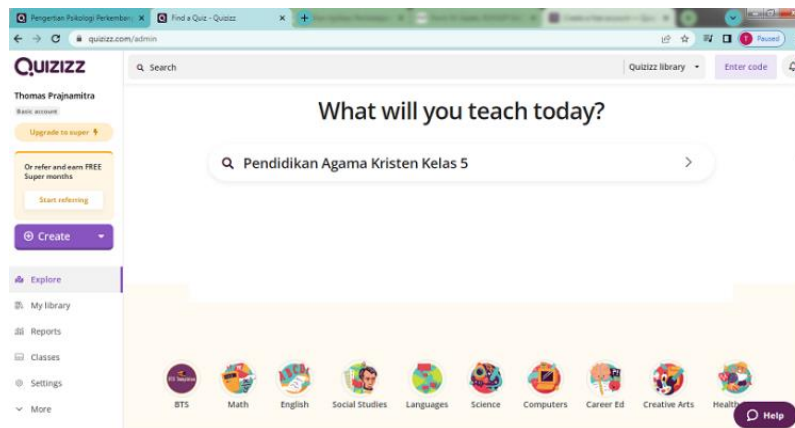 Pengertian Psikologi Perkemban
Find a Quiz - Quizizz
quizizz.com/admin
Paused
QUIZIZZ
Search
Quizizz library
Enter code
Thomas Prajnamitra
Basic account
Upgrade to super
Or refer and earn FREE
Super months
Start referring
Create
Explore
My library
Reports
Classes
Settings
More
What will you teach today?
Pendidikan Agama Kristen Kelas 5
BTS
Math
English
Social Studies
Languages
Science
Computers
Career Ed
Creative Arts
Health
Help